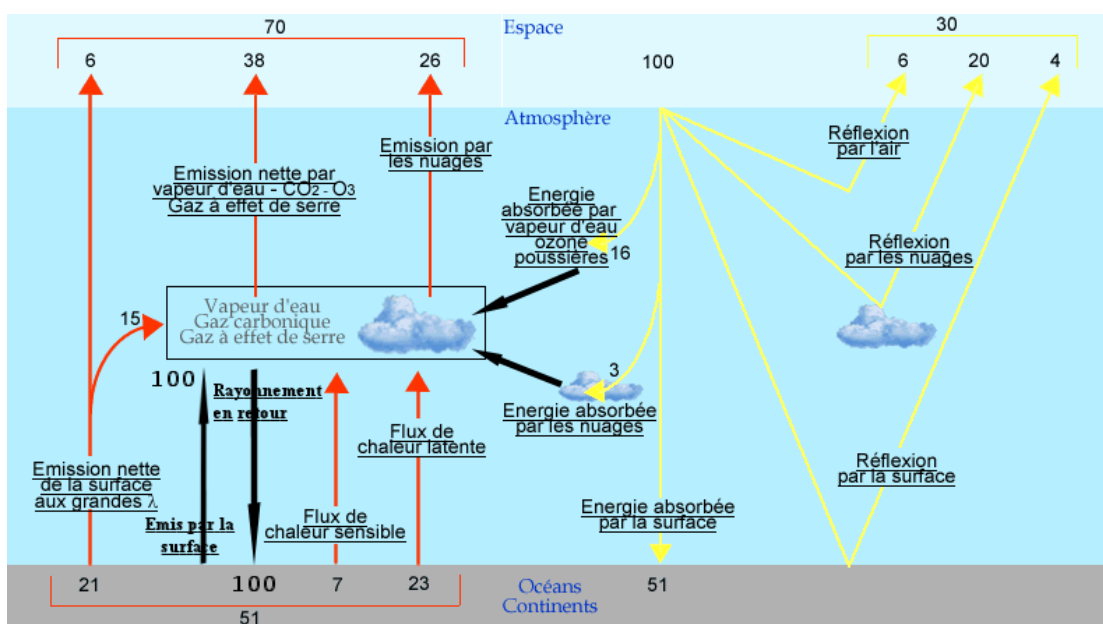 70
Espace
30
6
38
26
100
6
20
4
Atmosphère
Réflexion
par l'air
Emission par
les nuages
Emission nette par
vapeur d'eau - CO2 - O3
Gaz à effet de serre
Energie
absorbée par
vapeur d'eau
ozone
poussières
16
Réflexion
par les nuages
15
Vapeur d'eau
Gaz carbonique
Gaz à effet de serre
100
Rayonnement
en retour
3
Energie absorbée
par les nuages
Flux de
chaleur latente
Emission nette
de la surface
aux grandes λ
Réflexion
par la surface
Emis par la
surface
Flux de
chaleur sensible
Energie absorbée
par la surface
21
100
7
23
Océans
Continents
51
51